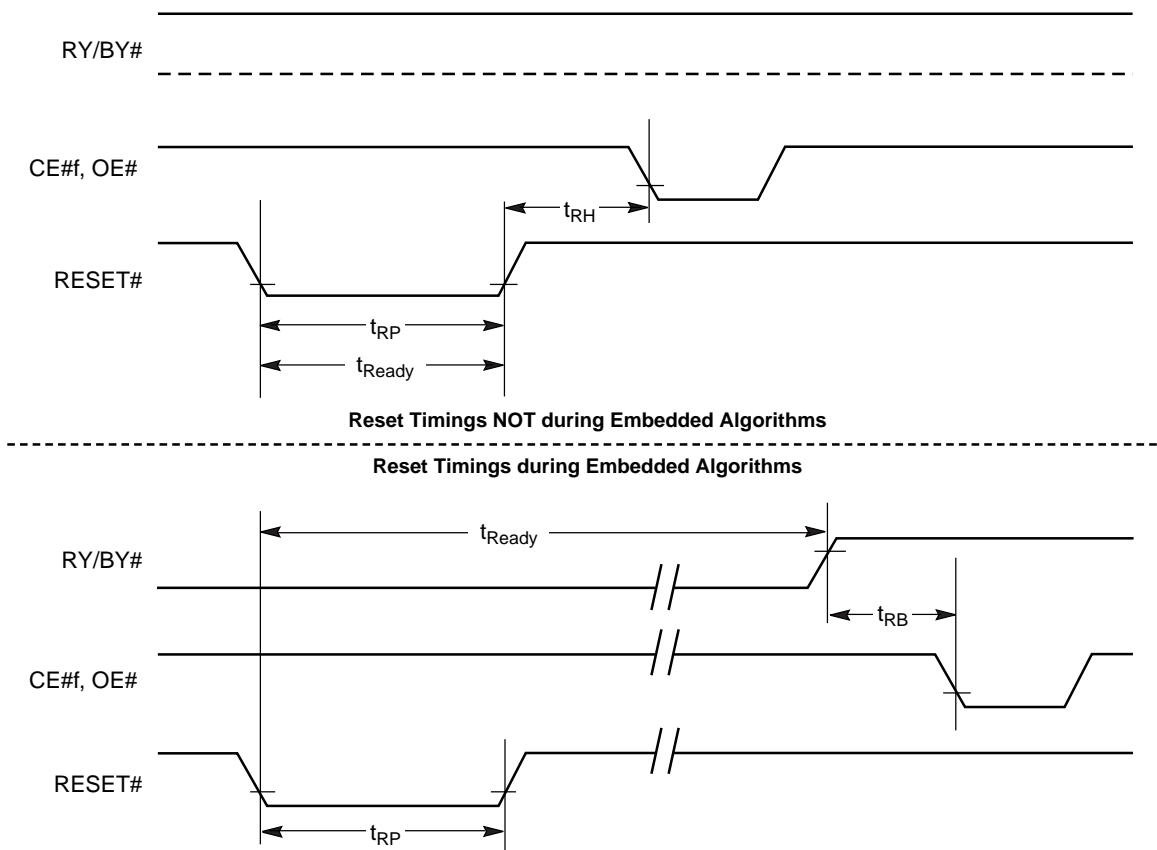 RY/BY#
CE#f, OE#
tRH
RESET#
tRP
tReady
Reset Timings NOT during Embedded Algorithms
Reset Timings during Embedded Algorithms
tReady
RY/BY#
tRB
CE#f, OE#
RESET#
tRP